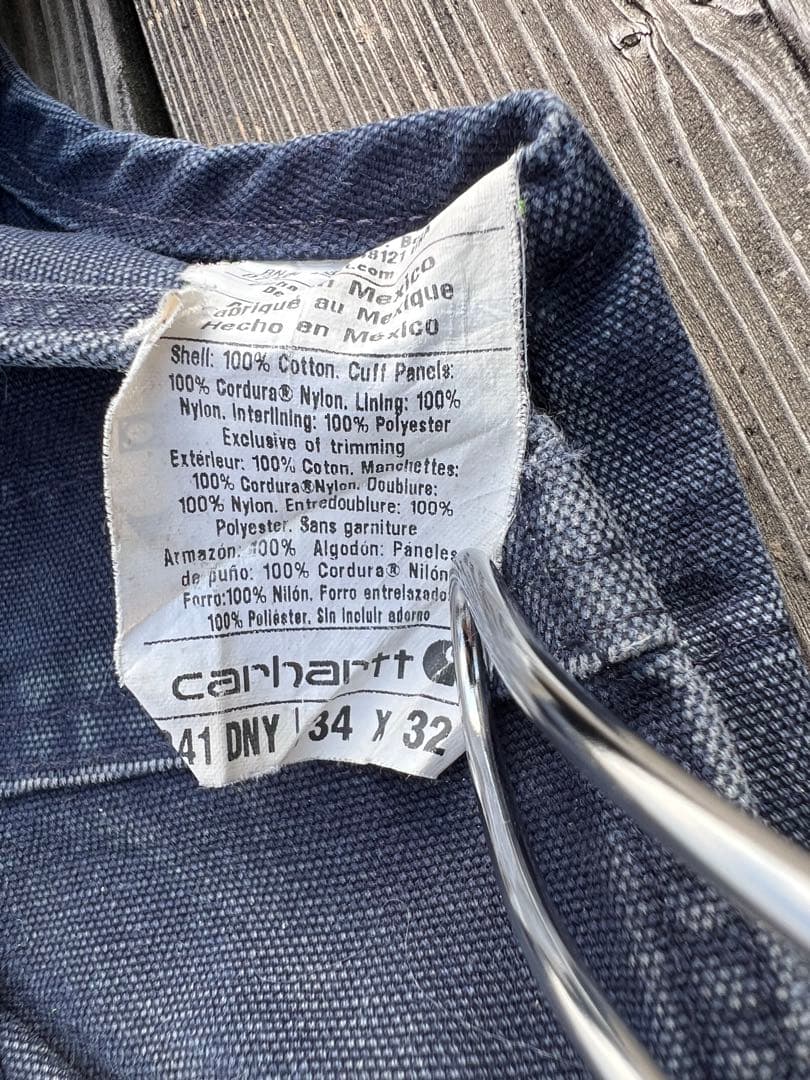 48121
.com
Mexico
Fabriqué au Mexique
Hecho en México
Shell: 100% Cotton. Cuff Panels:
100% Cordura® Nylon. Lining: 100%
Nylon. Interlining: 100% Polyester
Exclusive of trimming
Extérieur: 100% Coton. Manchettes:
100% Cordura® Nylon. Doublure:
100% Nylon. Entredoublure: 100%
Polyester. Sans garniture
Armazón: 100% Algodón: Páneles
de puño: 100% Cordura® Nilón
Forro:100% Nilón. Forro entrelazado
100% Poliéster. Sin Incluir adorno
carhartt
41 DNY | 34 X 32